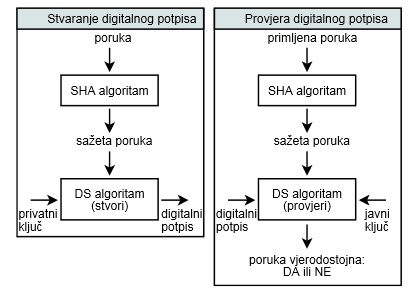 Stvaranje digitalnog potpisa
poruka
SHA algoritam
sažeta poruka
DS algoritam
(stvori)
privatni
ključ
digitalni
potpis
Provjera digitalnog potpisa
primljena poruka
SHA algoritam
sažeta poruka
DS algoritam
(provjeri)
digitalni
potpis
javni
ključ
poruka vjerodostojna:
DA ili NE